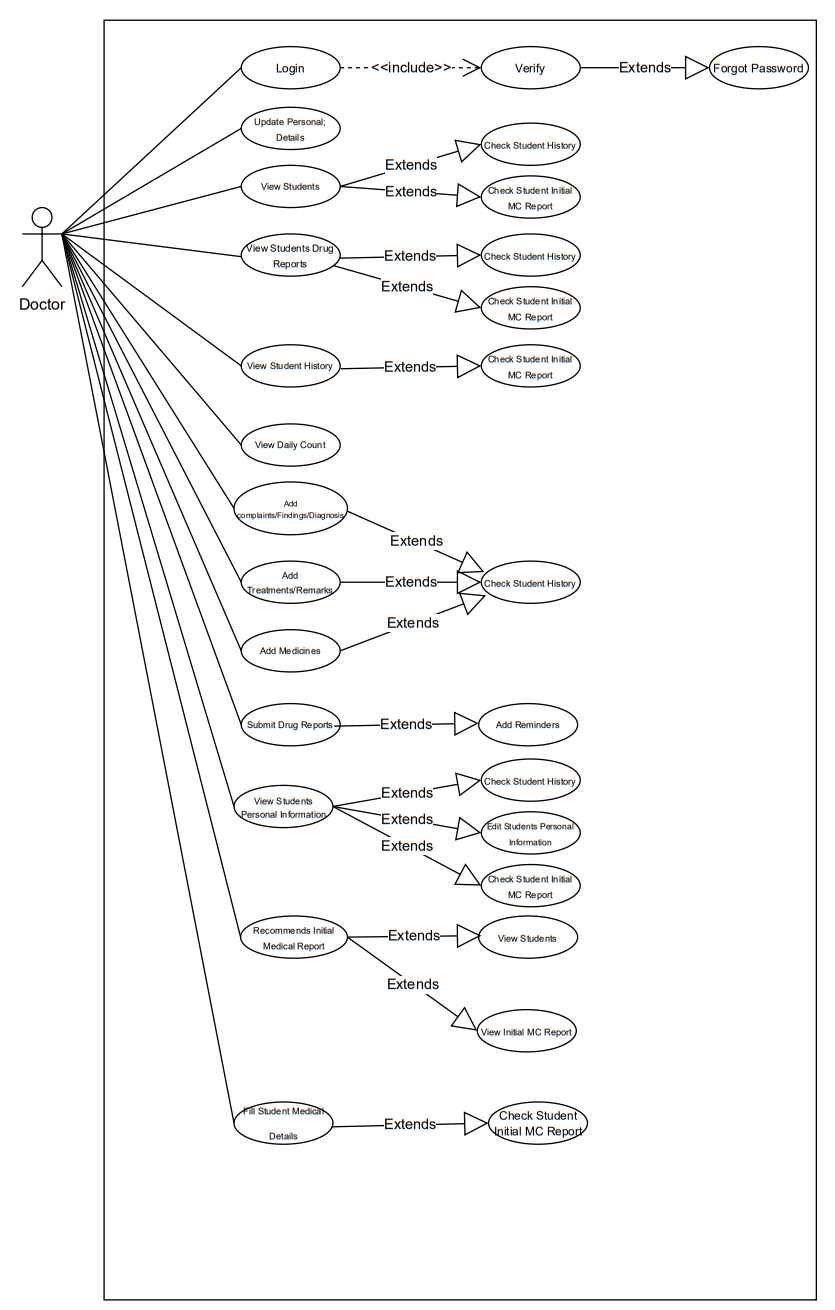 Login
<<include>>
Verify
Extends
Forgot Password
Update Personal;
Details
View Students
Extends
Check Student History
Extends
Check Student Initial
MC Report
Doctor
View Students Drug
Reports
Extends
Check Student History
Extends
Check Student Initial
MC Report
View Student History
Extends
Check Student Initial
MC Report
View Daily Count
Add
complaints/Findings/Diagnosis
Extends
Add
Treatments/Remarks
Extends
Check Student History
Add Medicines
Extends
Submit Drug Reports
Extends
Add Reminders
View Students
Personal Information
Extends
Check Student History
Extends
Edit Students Personal
Information
Extends
Check Student Initial
MC Report
Recommends Initial
Medical Report
Extends
View Students
Extends
View Initial MC Report
Fill Student Medical
Details
Extends
Check Student
Initial MC Report